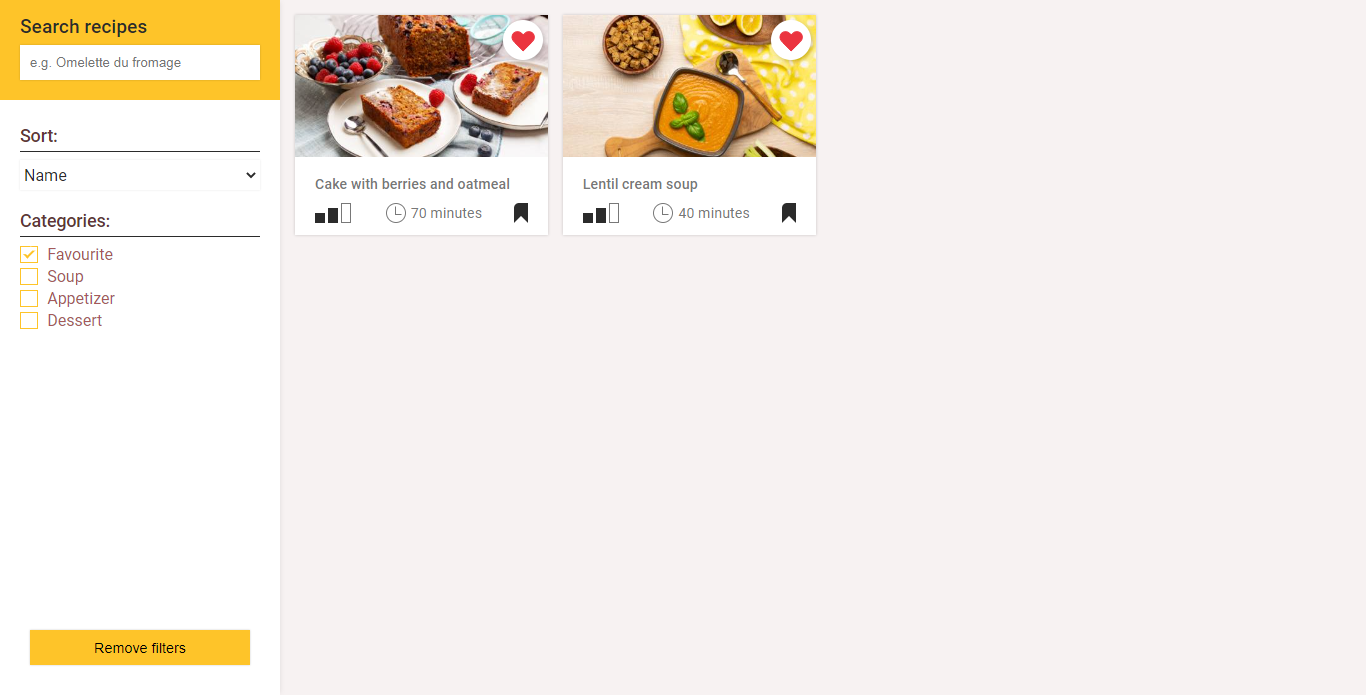 Search recipes
e.g. Omelette du fromage
Sort:
Name
Categories:
Favourite
Soup
Appetizer
Dessert
Remove filters
Cake with berries and oatmeal
70 minutes
Lentil cream soup
40 minutes